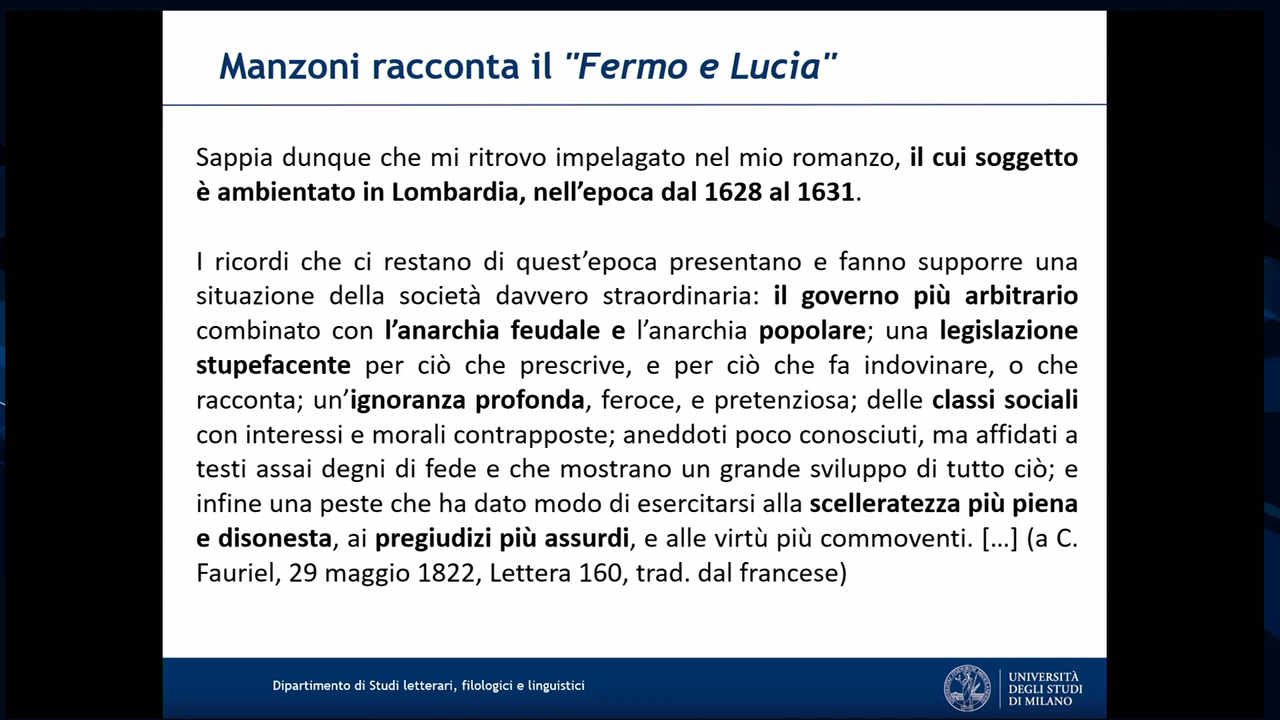 Manzoni racconta il "Fermo e Lucia"
Sappia dunque che mi ritrovo impelagato nel mio romanzo, il cui soggetto
è ambientato in Lombardia, nell’epoca dal 1628 al 1631.
I ricordi che ci restano di quest’epoca presentano e fanno supporre una
situazione della società davvero straordinaria: il governo più arbitrario
combinato con l’anarchia feudale e l’anarchia popolare; una legislazione
stupefacente per ciò che prescrive, e per ciò che fa indovinare, o che
racconta; un’ignoranza profonda, feroce, e pretenziosa; delle classi sociali
con interessi e morali contrapposte; aneddoti poco conosciuti, ma affidati a
testi assai degni di fede e che mostrano un grande sviluppo di tutto ciò; e
infine una peste che ha dato modo di esercitarsi alla scelleratezza più piena
e disonesta, ai pregiudizi più assurdi, e alle virtù più commoventi. […] (a C.
Fauriel, 29 maggio 1822, Lettera 160, trad. dal francese)
Dipartimento di Studi letterari, filologici e linguistici
UNIVERSITÀ
DEGLI STUDI
DI MILANO